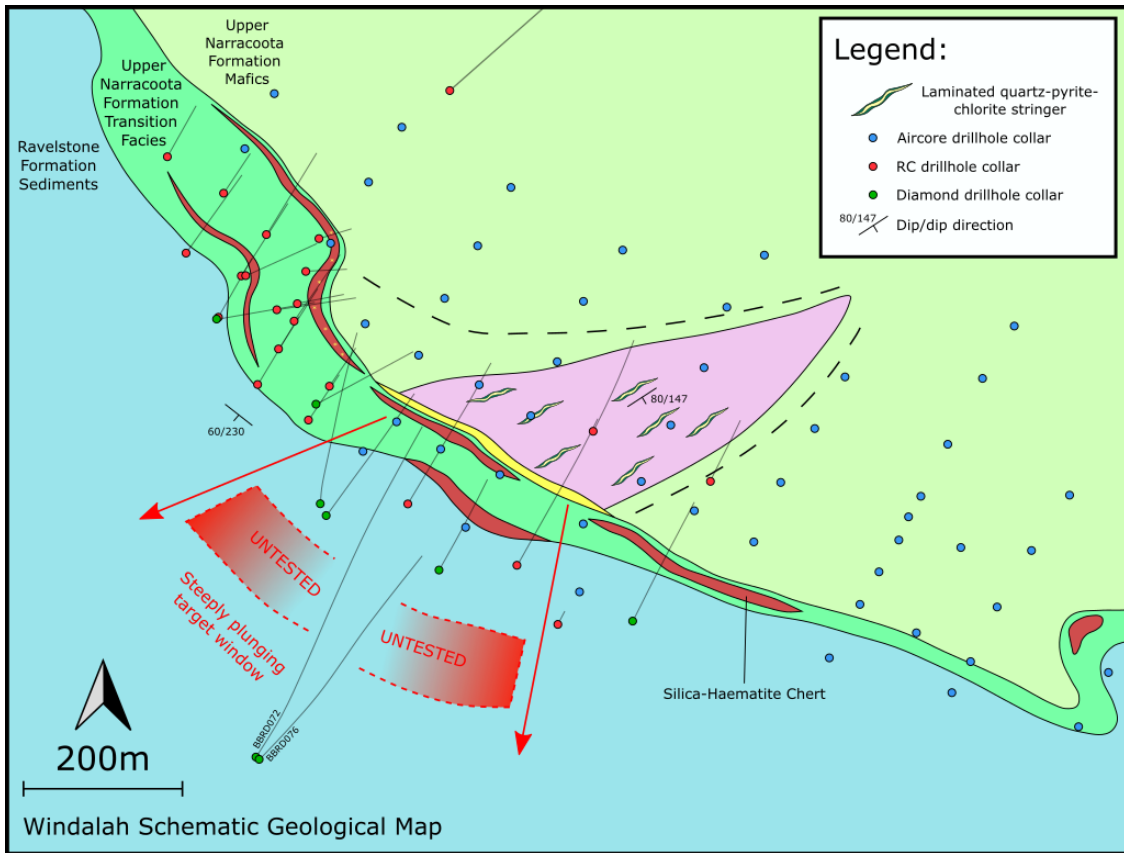 Upper
Narracoota
Formation
Mafics
Upper
Narracoota
Formation
Transition
Facies
Ravelstone
Formation
Sediments
Legend:
Laminated quartz-pyrite-
chlorite stringer
Aircore drillhole collar
RC drillhole collar
Diamond drillhole collar
80/147
Dip/dip direction
80/147
60/230
UNTESTED
Steeply plunging
target window
UNTESTED
Silica-Haematite Chert
BBRD072
BBRD076
200m
Windalah Schematic Geological Map